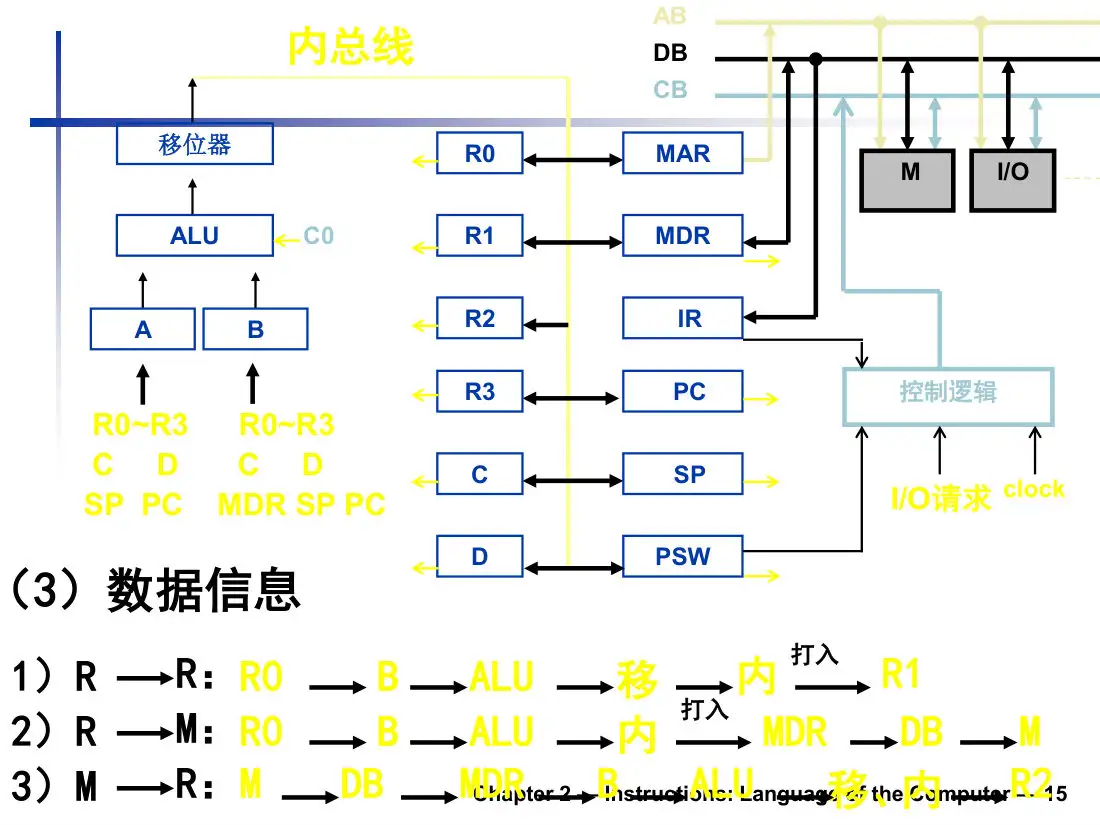 AB
内总线
DB
CB
移位器
R0 MAR M I/O
ALU C0 R1 MDR
A B R2 IR
R3 PC 控制逻辑
R0~R3 R0~R3
C D C D C SP
SP PC MDR SP PC I/O请求 clock
D PSW
（3）数据信息
1）R → R： R0 → B → ALU → 移 → 内 打入 → R1
2）R → M： R0 → B → ALU → 内 打入 → MDR → DB → M
3）M → R： M → DB → MDR → B → ALU → 移、内 → R2
Chapter 2 — Instructions: Language of the Computer — 15